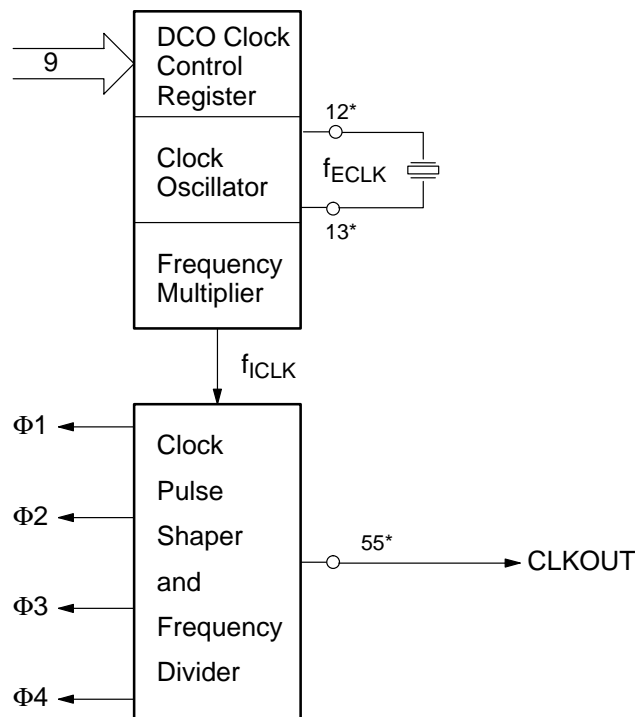 DCO Clock
Control
Register
9
12*
Clock
Oscillator
fECLK
13*
Frequency
Multiplier
fICLK
Φ1
Φ2
Φ3
Φ4
Clock
Pulse
Shaper
and
Frequency
Divider
55*
CLKOUT